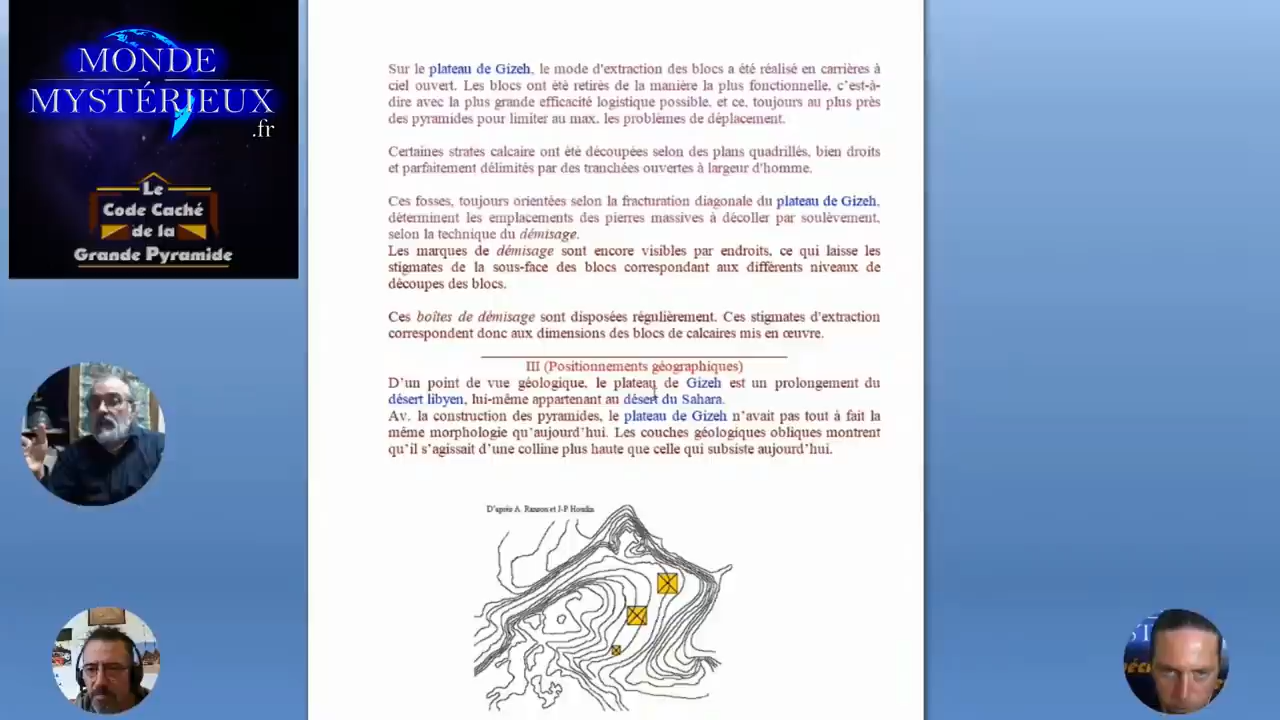 MONDE
MYSTÉRIEUX
.fr
Le
Code Caché
de la
Grande Pyramide
Sur le plateau de Gizeh, le mode d'extraction des blocs a été réalisé en carrières à
ciel ouvert. Les blocs ont été retirés de la manière la plus fonctionnelle, c'est-à-
dire avec la plus grande efficacité logistique possible, et ce, toujours au plus près
des pyramides pour limiter au max. les problèmes de déplacement.
Certaines strates calcaire ont été découpées selon des plans quadrillés, bien droits
et parfaitement délimités par des tranchées ouvertes à largeur d'homme.
Ces fosses, toujours orientées selon la fracturation diagonale du plateau de Gizeh,
déterminent les emplacements des pierres massives à décoller par soulèvement,
selon la technique du démisage.
Les marques de démisage sont encore visibles par endroits, ce qui laisse les
stigmates de la sous-face des blocs correspondant aux différents niveaux de
découpes des blocs.
Ces boîtes de démisage sont disposées régulièrement. Ces stigmates d'extraction
correspondent donc aux dimensions des blocs de calcaires mis en œuvre.
III (Positionnements géographiques)
D'un point de vue géologique, le plateau de Gizeh est un prolongement du
désert libyen, lui-même appartenant au désert du Sahara.
Av. la construction des pyramides, le plateau de Gizeh n'avait pas tout à fait la
même morphologie qu'aujourd'hui. Les couches géologiques obliques montrent
qu'il s'agissait d'une colline plus haute que celle qui subsiste aujourd'hui.
D'après A. Ranson et J-P Houdin